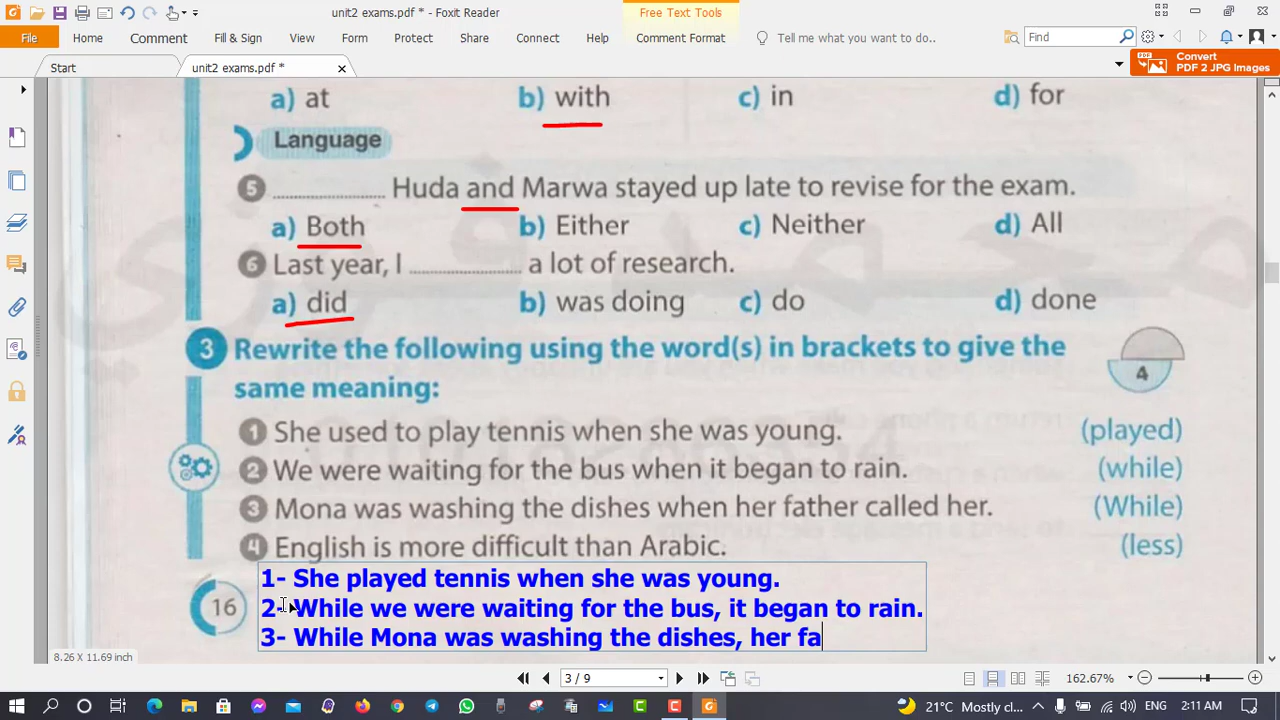 unit2 exams.pdf * - Foxit Reader
Free Text Tools
File Home Comment Fill & Sign View Form Protect Share Connect Help Comment Format Tell me what you want to do.. Find
Start unit2 exams.pdf *
Convert
PDF 2 JPG Images
a) at b) with c) in d) for
Language
5 .................... Huda and Marwa stayed up late to revise for the exam.
a) Both b) Either c) Neither d) All
6 Last year, I .................... a lot of research.
a) did b) was doing c) do d) done
3 Rewrite the following using the word(s) in brackets to give the
same meaning:
4
1 She used to play tennis when she was young. (played)
2 We were waiting for the bus when it began to rain. (while)
3 Mona was washing the dishes when her father called her. (While)
4 English is more difficult than Arabic. (less)
1- She played tennis when she was young.
16
2- While we were waiting for the bus, it began to rain.
3- While Mona was washing the dishes, her fa
8.26 x 11.69 inch
3 / 9 162.67%
21°C Mostly cl... 2:11 AM